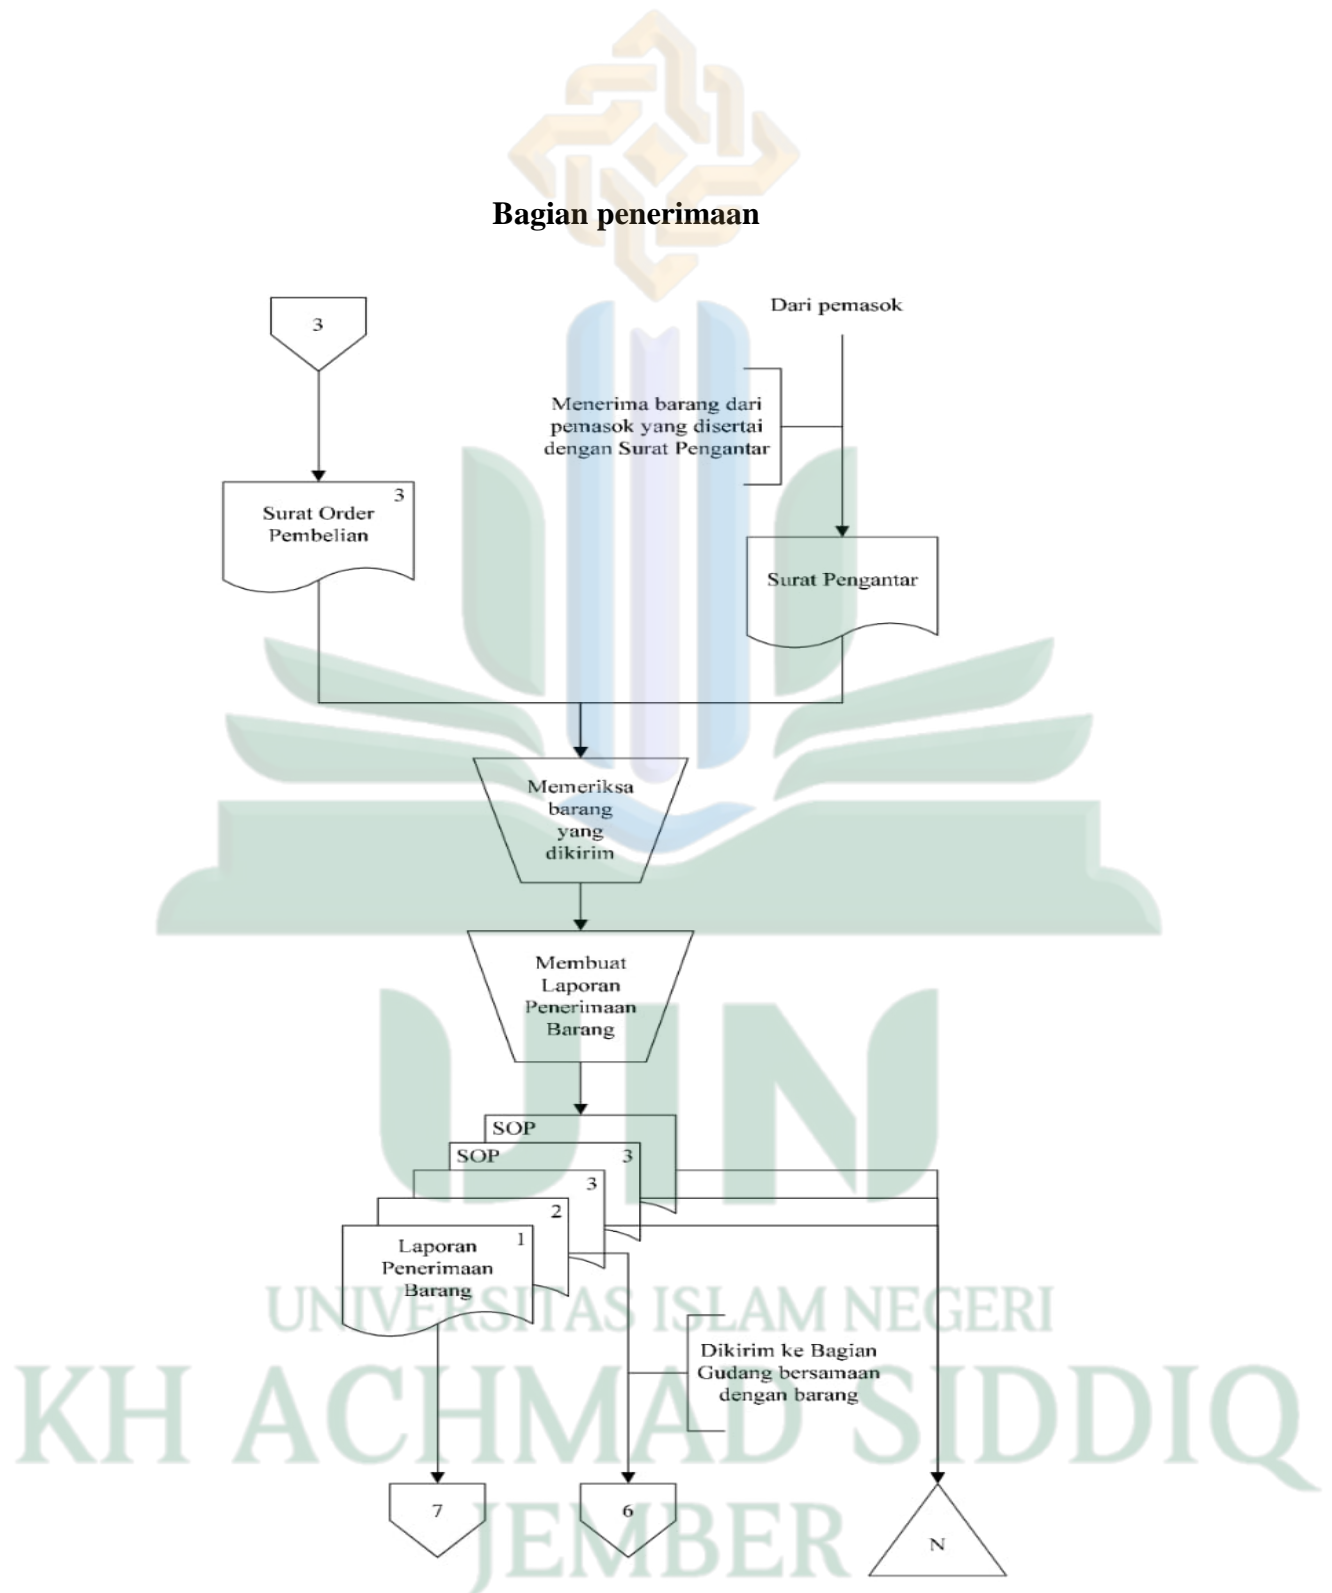 Bagian penerimaan
3
Dari pemasok
Menerima barang dari
pemasok yang disertai
dengan Surat Pengantar
3
Surat Order
Pembelian
Surat Pengantar
Memeriksa
barang
yang
dikirim
Membuat
Laporan
Penerimaan
Barang
SOP
SOP
3
3
2
1
Laporan
Penerimaan
Barang
Dikirim ke Bagian
Gudang bersamaan
dengan barang
7
6
N
UIN
UNIVERSITAS ISLAM NEGERI
KH ACHMAD SIDDIQ
JEMBER